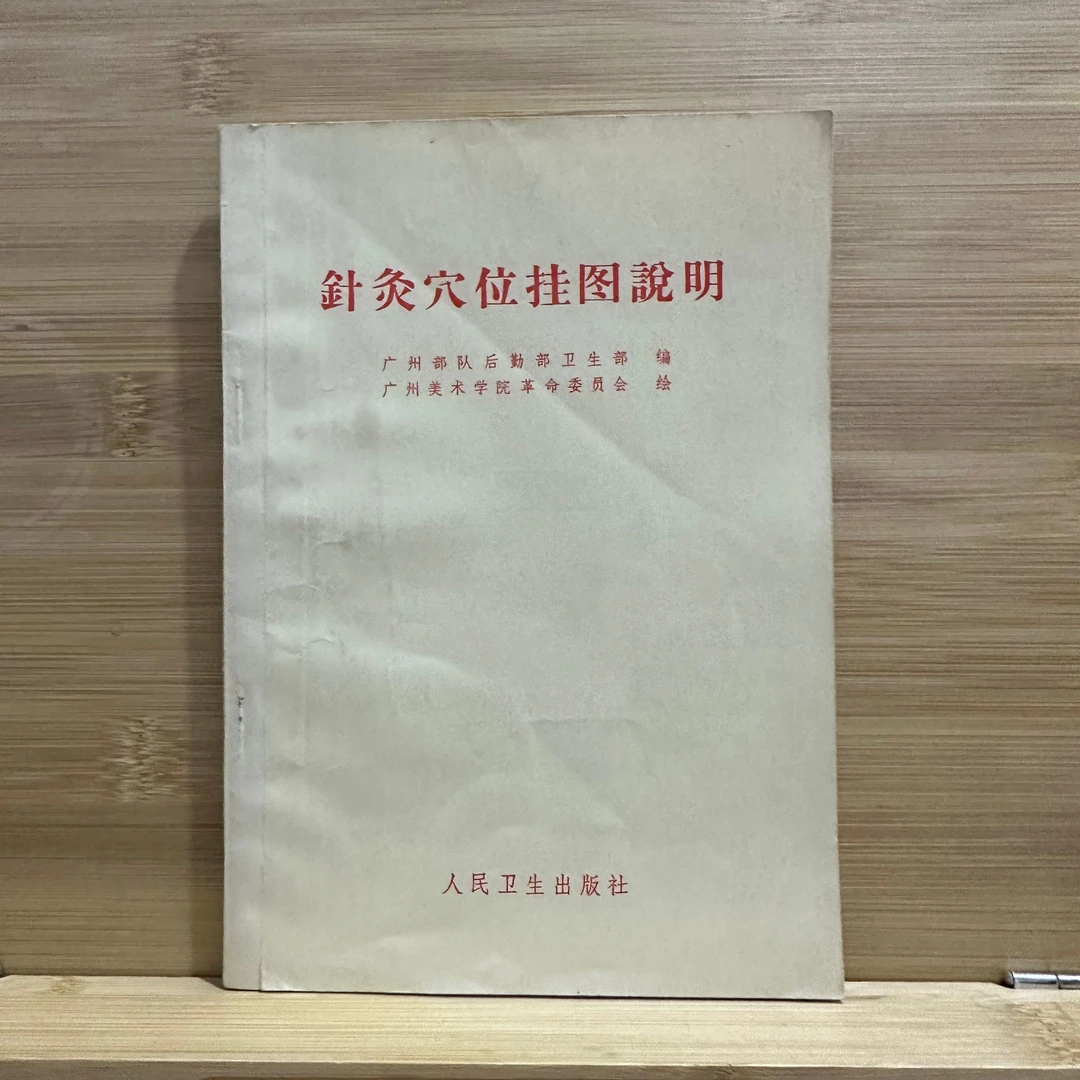 針灸穴位挂图說明
广州部队后勤部卫生部 编
广州美术学院革命委员会 绘
人民卫生出版社